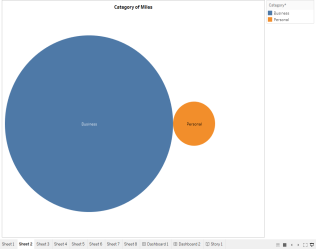 Category of Miles
Category*
Business
Personal
Business
Personal
Sheet 1 Sheet 2 Sheet 3 Sheet 4 Sheet 5 Sheet 6 Sheet 7 Sheet 8 Dashboard 1 Dashboard 2 Story 1